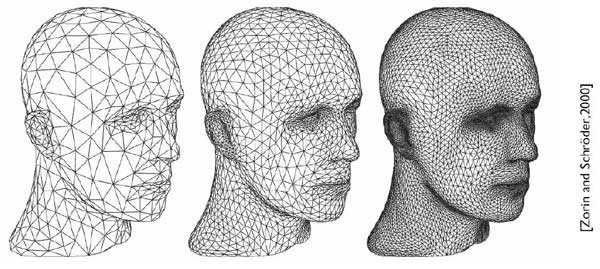 [Zorin and Schröder,2000]